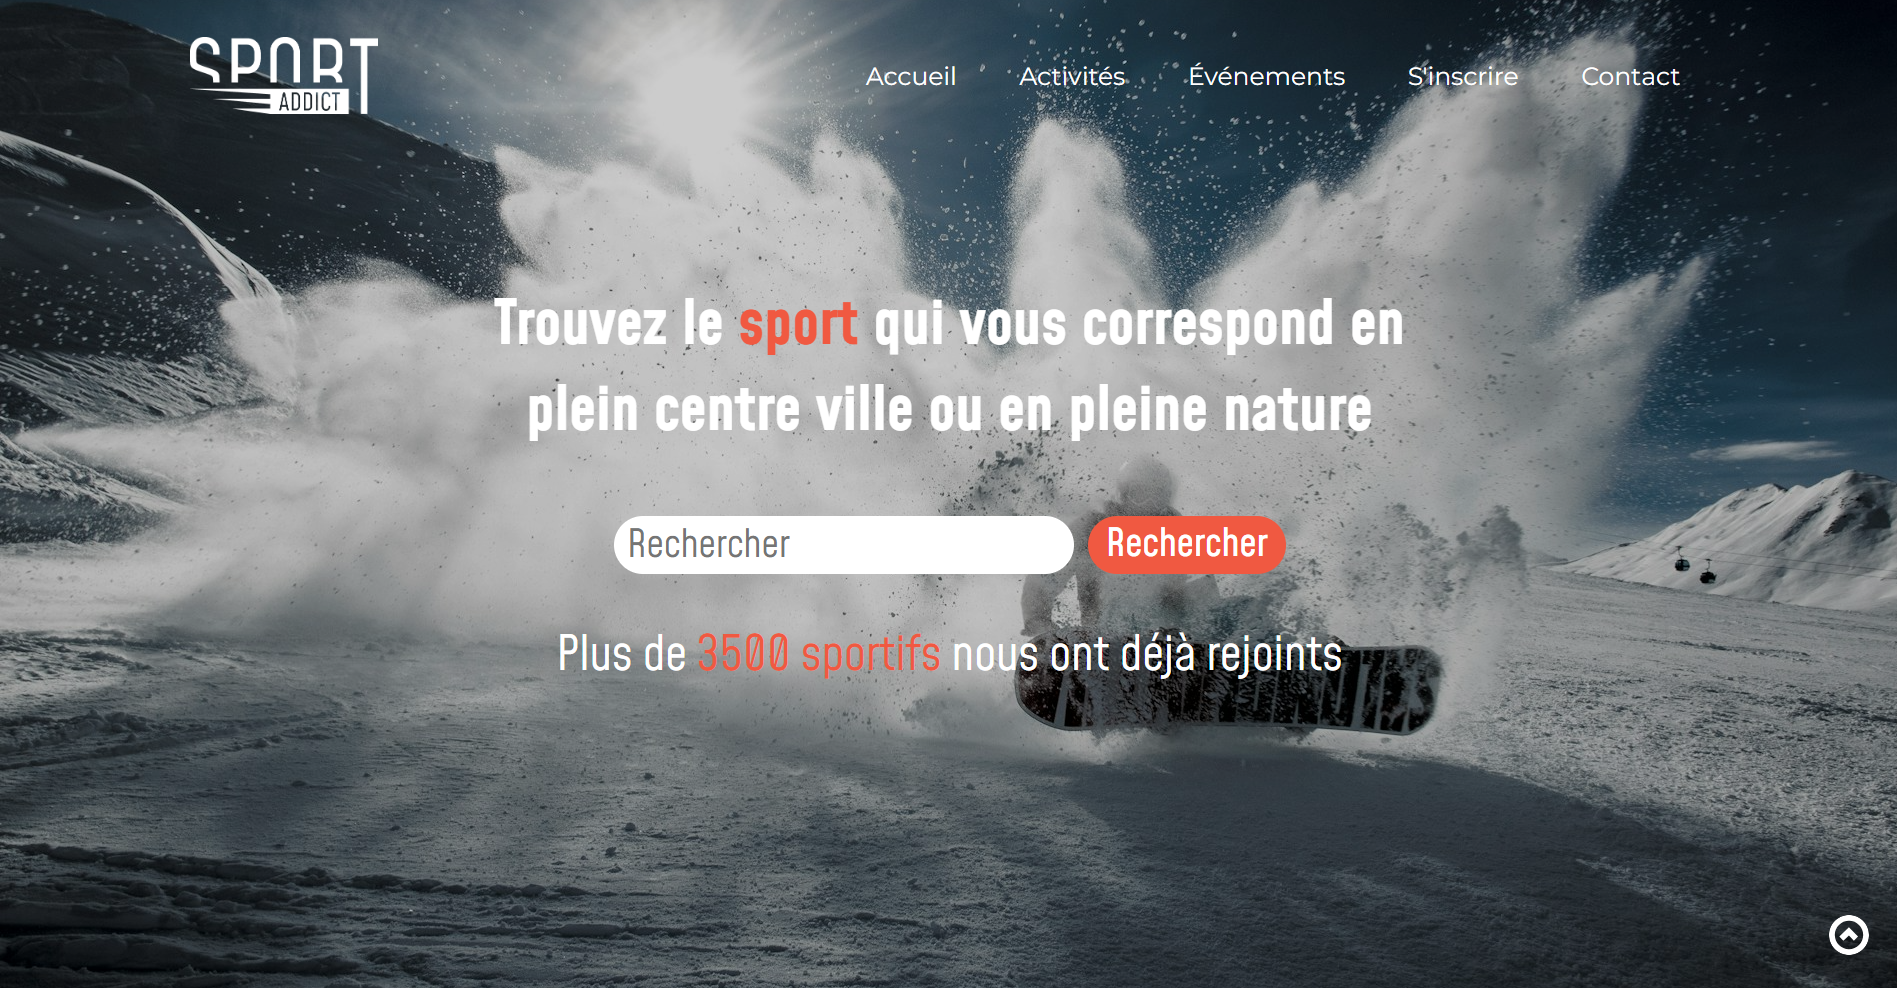 SPORT
ADDICT
Accueil
Activités
Événements
S'inscrire
Contact
Trouvez le sport qui vous correspond en
plein centre ville ou en pleine nature
Rechercher
Rechercher
Plus de 3500 sportifs nous ont déjà rejoints